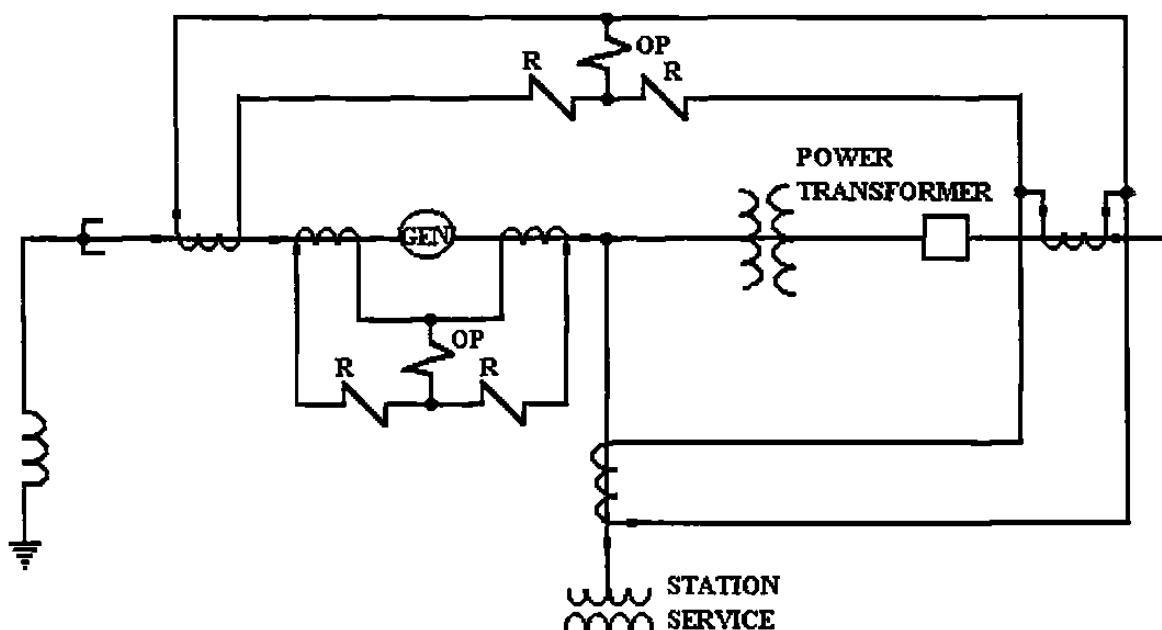 OP
R
R
POWER
TRANSFORMER
GEN
OP
R
R
STATION
SERVICE